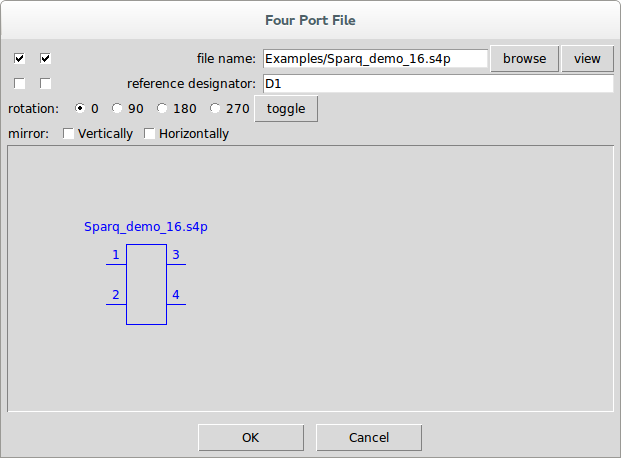 Four Port File
file name: Examples/Sparq_demo_16.s4p browse view
reference designator: D1
rotation: 0 90 180 270 toggle
mirror: Vertically Horizontally
Sparq_demo_16.s4p
1 3
2 4
OK Cancel